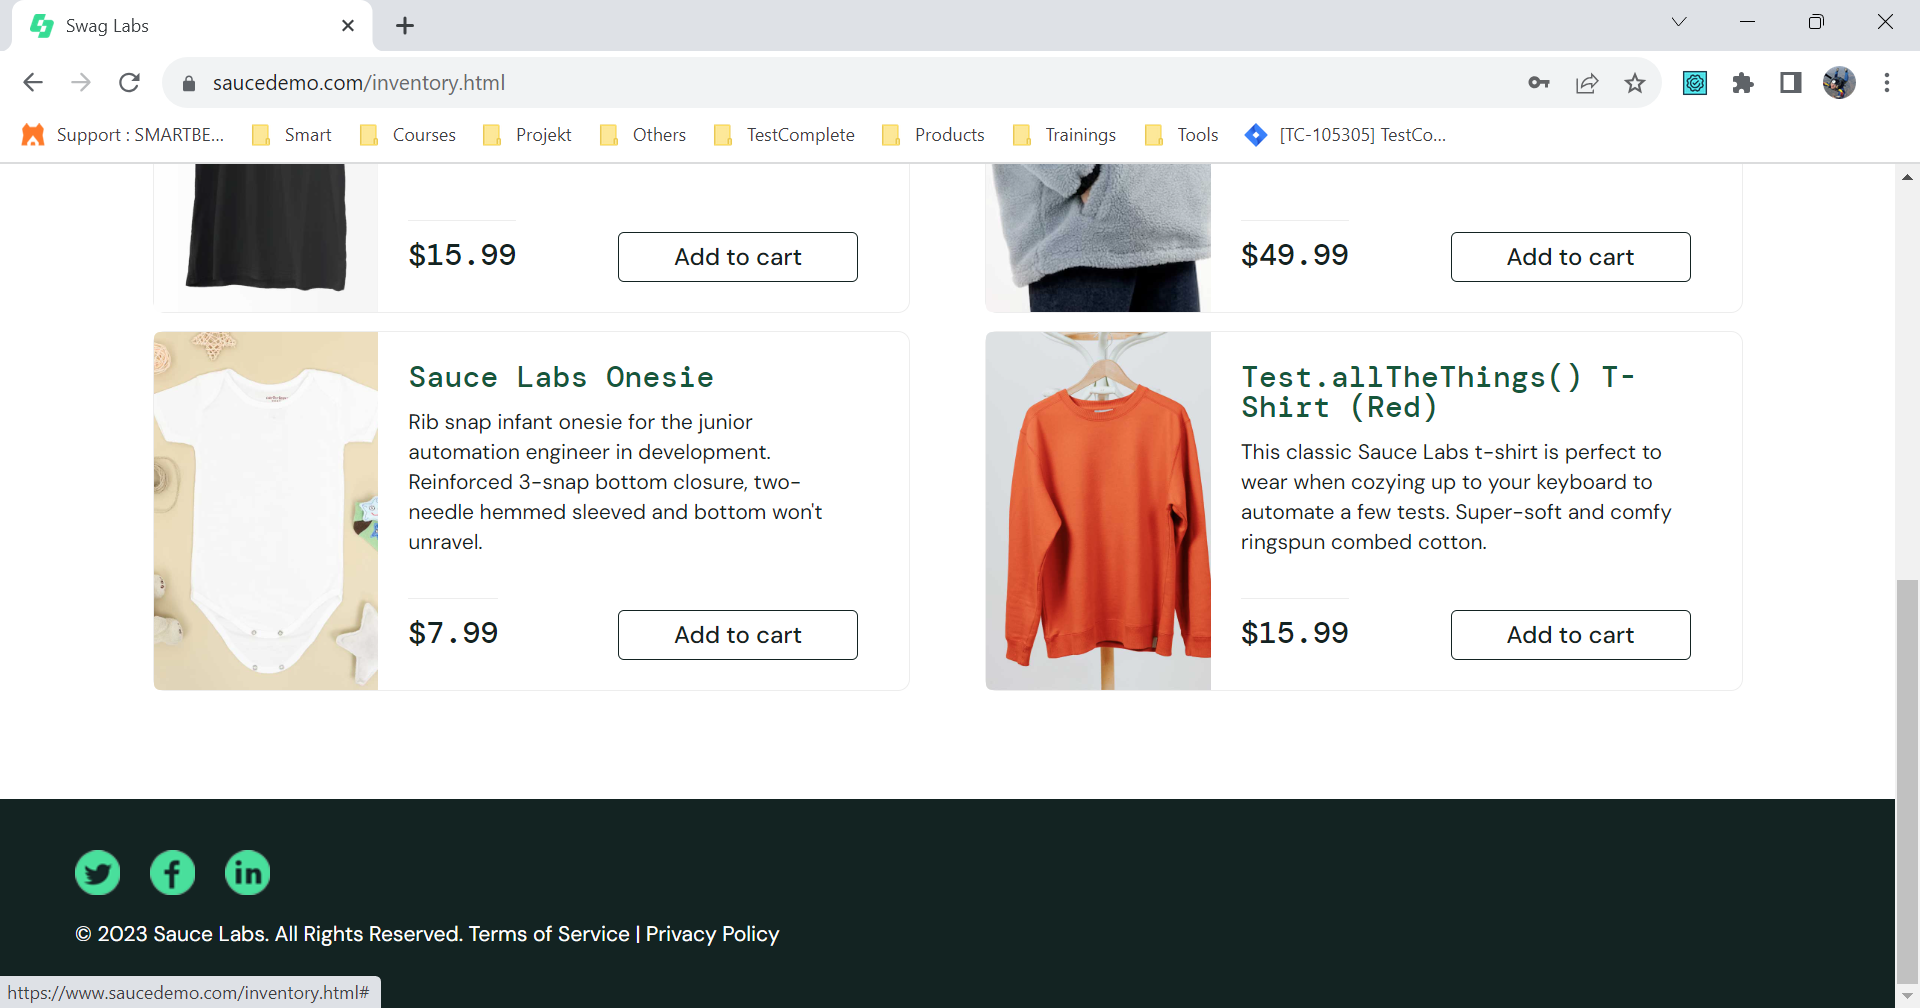 Swag Labs
saucedemo.com/inventory.html
Support : SMARTBE...
Smart
Courses
Projekt
Others
TestComplete
Products
Trainings
Tools
[TC-105305] TestCo...
$15.99
Add to cart
$49.99
Add to cart
Sauce Labs Onesie
Rib snap infant onesie for the junior
automation engineer in development.
Reinforced 3-snap bottom closure, two-
needle hemmed sleeved and bottom won't
unravel.
$7.99
Add to cart
Test.allTheThings() T-
Shirt (Red)
This classic Sauce Labs t-shirt is perfect to
wear when cozying up to your keyboard to
automate a few tests. Super-soft and comfy
ringspun combed cotton.
$15.99
Add to cart
© 2023 Sauce Labs. All Rights Reserved. Terms of Service | Privacy Policy
https://www.saucedemo.com/inventory.html#